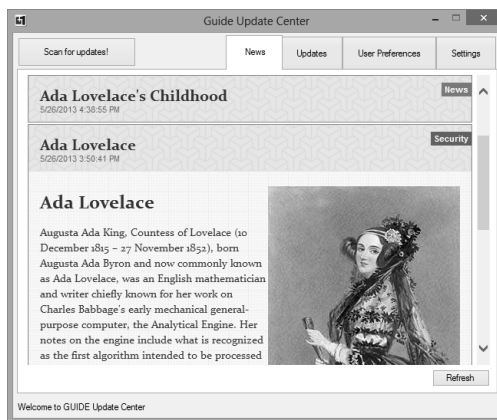 Guide Update Center
Scan for updates!
News
Updates
User Preferences
Settings
Ada Lovelace's Childhood
News
5/26/2013 4:38:55 PM
Ada Lovelace
Security
5/26/2013 3:50:41 PM
Ada Lovelace
Augusta Ada King, Countess of Lovelace (10
December 1815 – 27 November 1852), born
Augusta Ada Byron and now commonly known
as Ada Lovelace, was an English mathematician
and writer chiefly known for her work on
Charles Babbage's early mechanical general-
purpose computer, the Analytical Engine. Her
notes on the engine include what is recognized
as the first algorithm intended to be processed
Refresh
Welcome to GUIDE Update Center